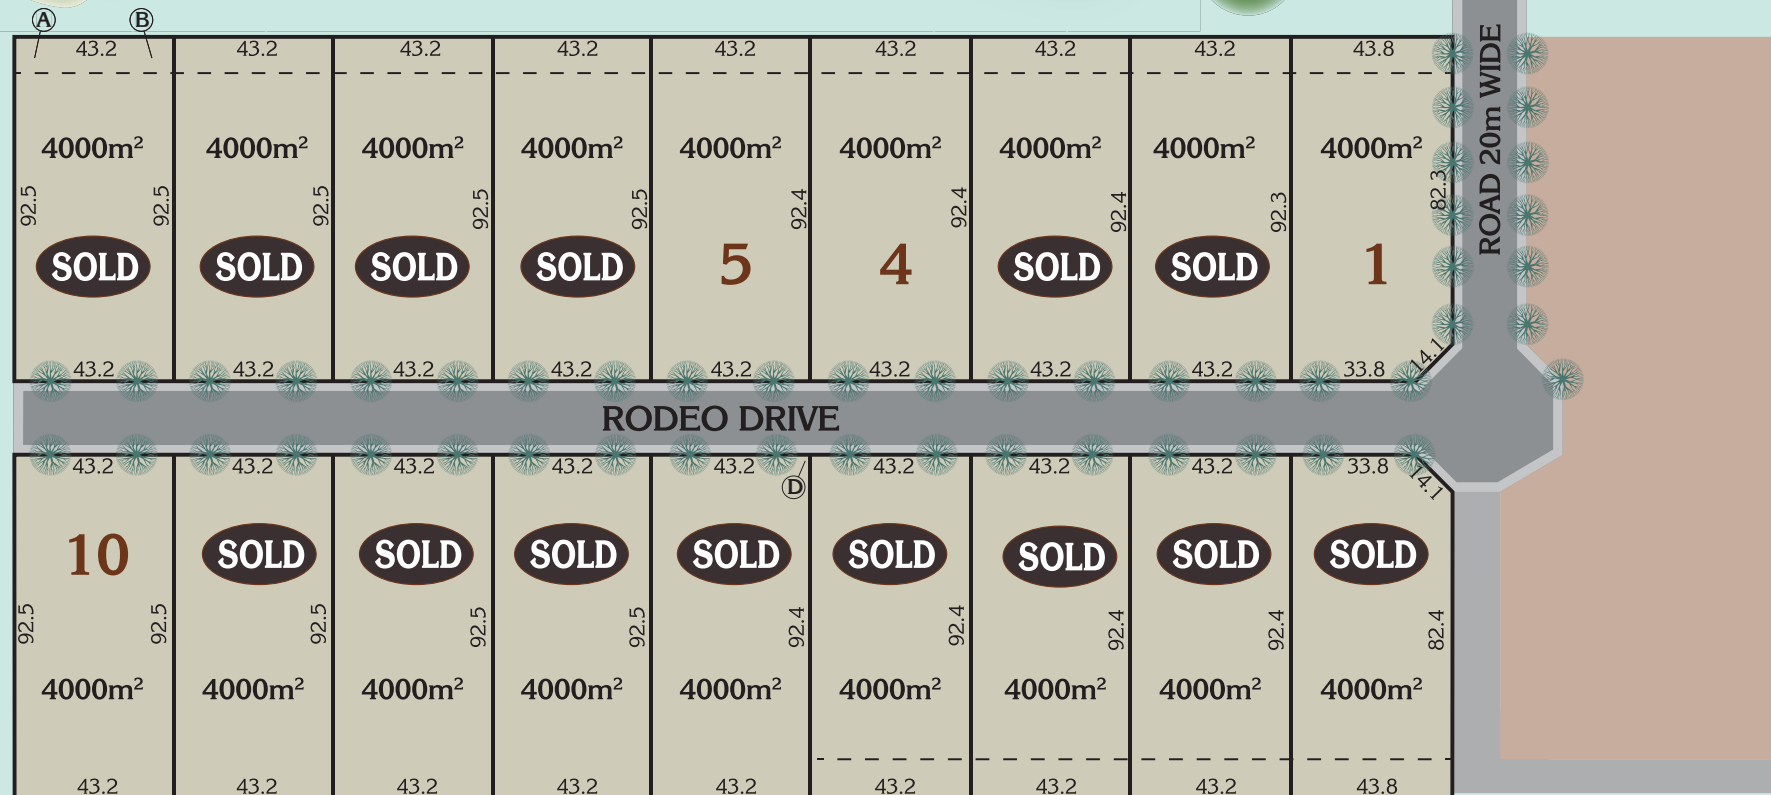 A B
43.2 43.2 43.2 43.2 43.2 43.2 43.2 43.2 43.8
4000m² 4000m² 4000m² 4000m² 4000m² 4000m² 4000m² 4000m² 4000m²
92.5 92.5 92.5 92.5 92.5 92.4 92.4 92.4 92.3 82.3
ROAD 20m WIDE
SOLD SOLD SOLD SOLD 5 4 SOLD SOLD 1
14.1
43.2 43.2 43.2 43.2 43.2 43.2 43.2 43.2 33.8
RODEO DRIVE
43.2 43.2 43.2 43.2 43.2 43.2 43.2 43.2 33.8
D
14.1
10 SOLD SOLD SOLD SOLD SOLD SOLD SOLD SOLD
92.5 92.5 92.5 92.5 92.5 92.4 92.4 92.4 92.4 82.4
4000m² 4000m² 4000m² 4000m² 4000m² 4000m² 4000m² 4000m² 4000m²
43.2 43.2 43.2 43.2 43.2 43.2 43.2 43.2 43.8